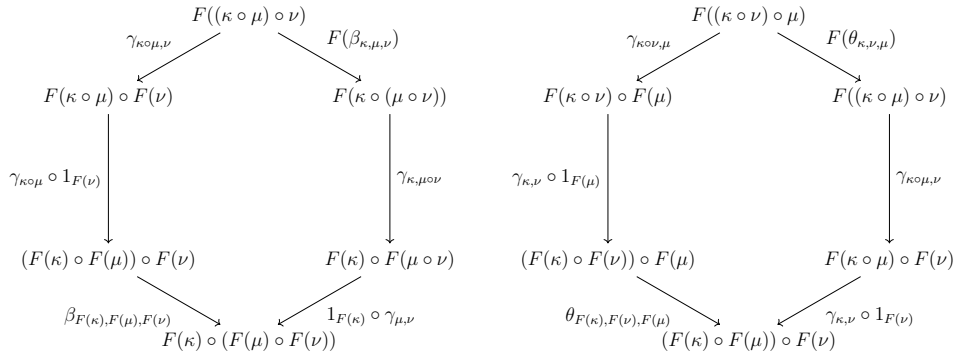 F((κ ∘ μ) ∘ ν) F((κ ∘ ν) ∘ μ)
γ_{κ∘μ,ν} F(β_{κ,μ,ν}) γ_{κ∘ν,μ} F(θ_{κ,ν,μ})
F(κ ∘ μ) ∘ F(ν) F(κ ∘ (μ ∘ ν)) F(κ ∘ ν) ∘ F(μ) F((κ ∘ μ) ∘ ν)
γ_{κ∘μ} ∘ 1_{F(ν)} γ_{κ,μ∘ν} γ_{κ,ν} ∘ 1_{F(μ)} γ_{κ∘μ,ν}
(F(κ) ∘ F(μ)) ∘ F(ν) F(κ) ∘ F(μ ∘ ν) (F(κ) ∘ F(ν)) ∘ F(μ) F(κ ∘ μ) ∘ F(ν)
β_{F(κ),F(μ),F(ν)} 1_{F(κ)} ∘ γ_{μ,ν} θ_{F(κ),F(ν),F(μ)} γ_{κ,ν} ∘ 1_{F(ν)}
F(κ) ∘ (F(μ) ∘ F(ν)) (F(κ) ∘ F(μ)) ∘ F(ν)